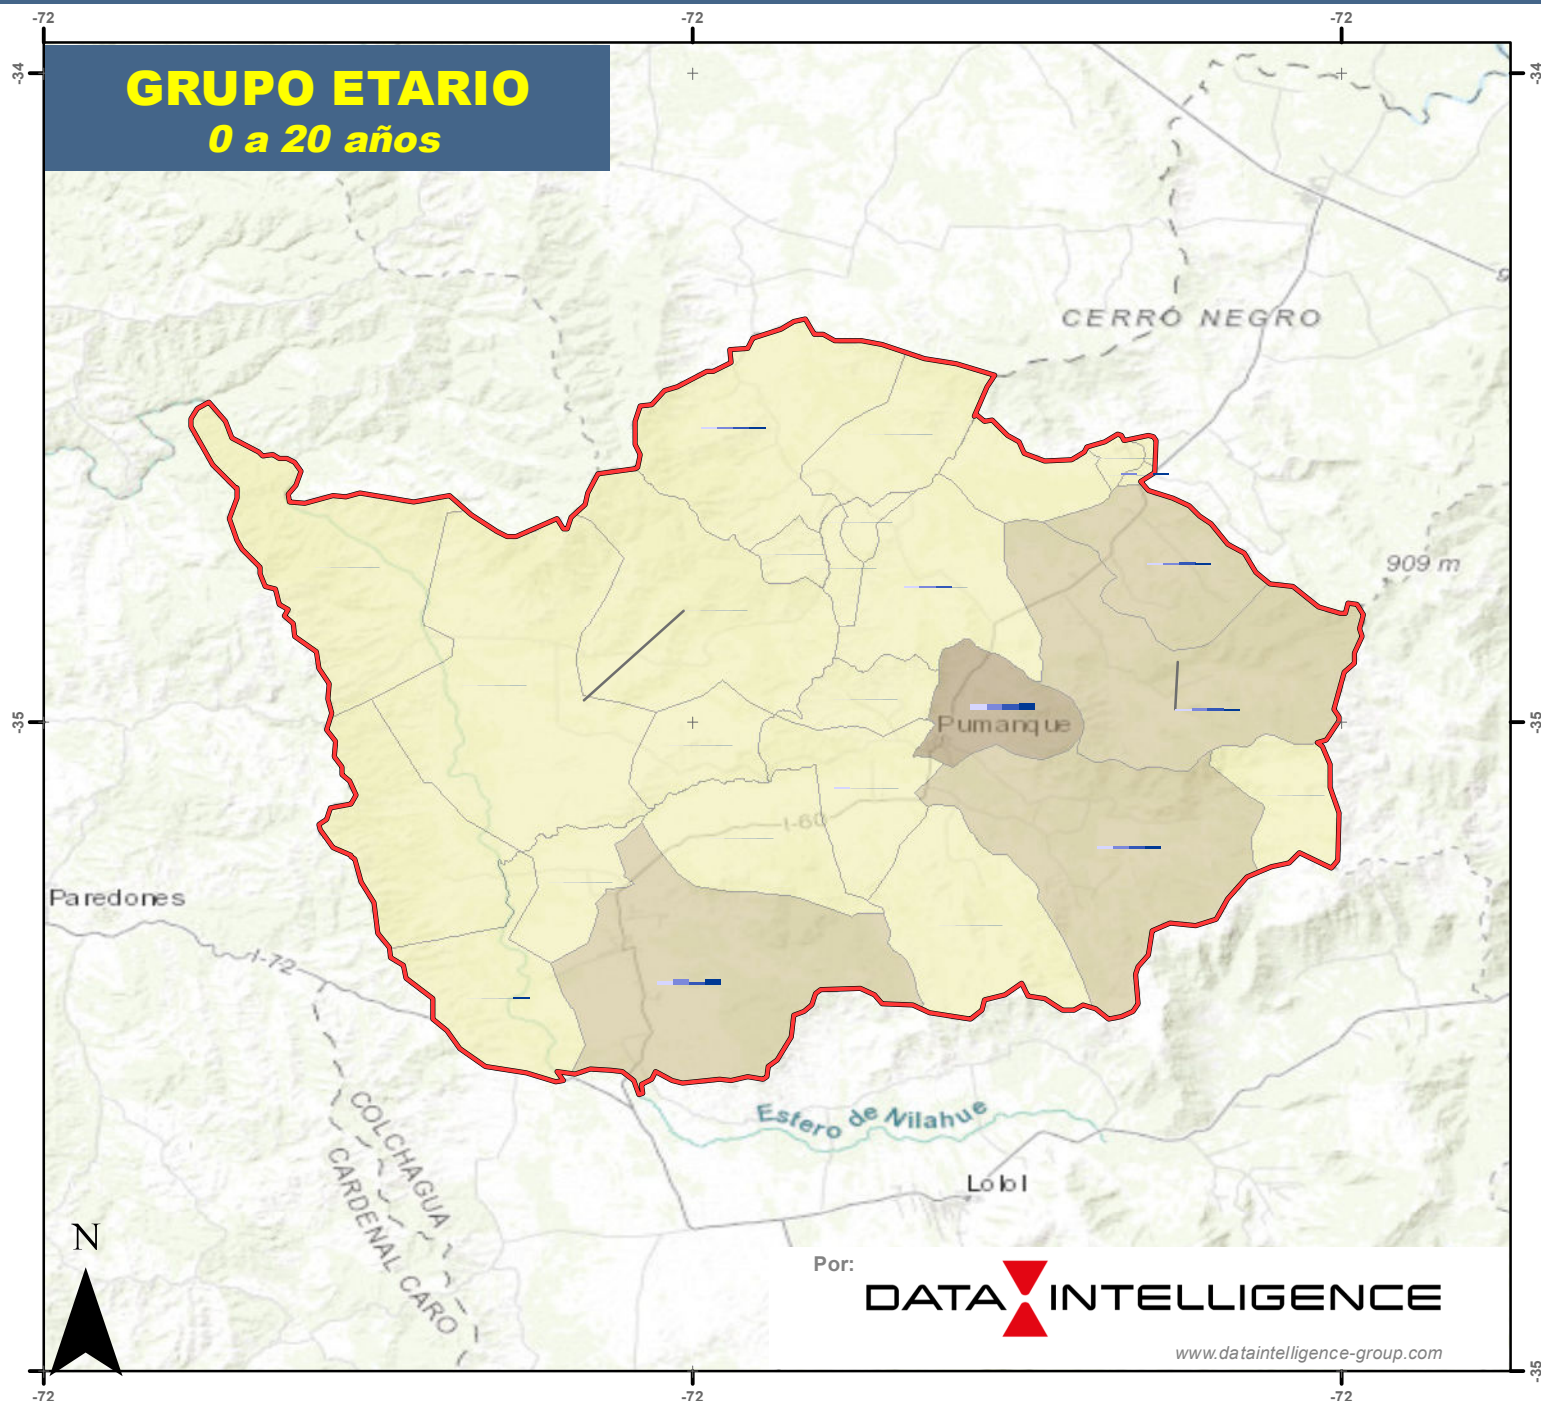 -72 -72 -72
-34 -34
GRUPO ETARIO
0 a 20 años
CERRO NEGRO
909 m
Pumanque
-35 -35
I-60
Paredones
I-72
COLCHAGUA
CARDENAL CARO
Estero de Nilahue
Lolol
N
Por:
DATA INTELLIGENCE
www.dataintelligence-group.com
-35
-72 -72 -72